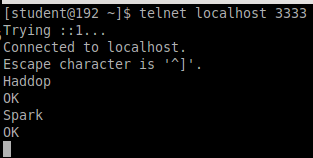 [student@192 ~]$ telnet localhost 3333
Trying ::1...
Connected to localhost.
Escape character is '^]'.
Haddop
OK
Spark
OK